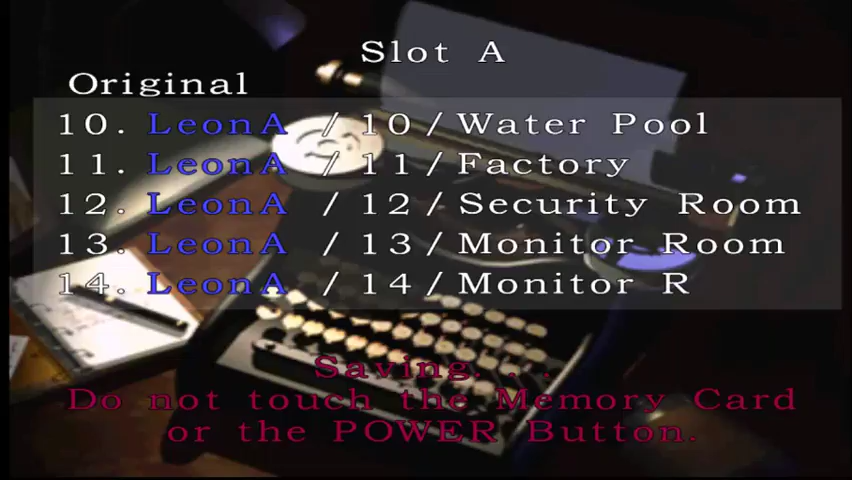 Slot A
Original
10. LeonA / 10/Water Pool
11. LeonA / 11/Factory
12. LeonA / 12/Security Room
13. LeonA / 13/Monitor Room
14. LeonA / 14/Monitor R
Saving. . .
Do not touch the Memory Card
or the POWER Button.